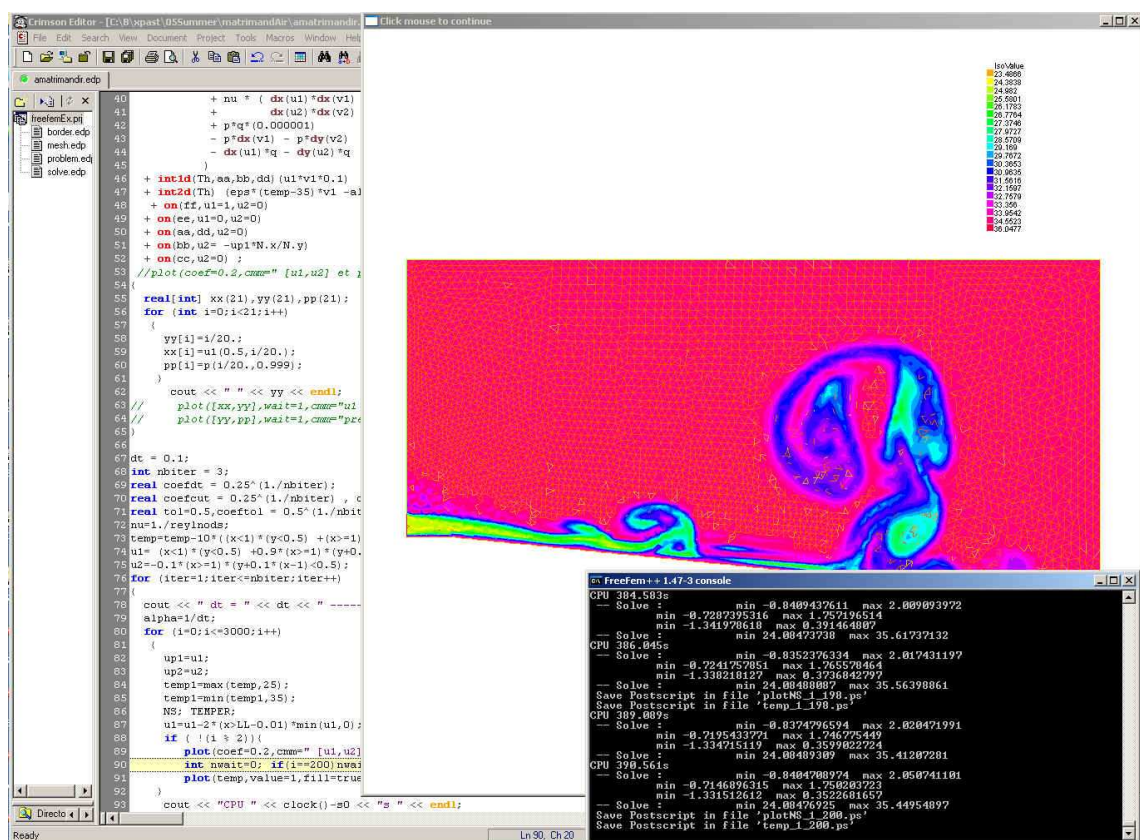 Crimson Editor - [C:\8\xpast\05Summer\matrimandAir\amatrimandir.
File Edit Search View Document Project Tools Macros Window Help
amatrimandir.edp
freefemEx.prj
border.edp
mesh.edp
problem.edp
solve.edp
Directo
40 + nu * ( dx(u1)*dx(v1)
41 + dx(u2)*dx(v2)
42 + p*q*(0.000001)
43 - p*dx(v1) - p*dy(v2)
44 - dx(u1)*q - dy(u2)*q
45 )
46 + int1d(Th,aa,bb,dd)(u1*v1*0.1)
47 + int2d(Th) (eps*(temp-35)*v1 -al
48 + on(ff,u1=1,u2=0)
49 + on(ee,u1=0,u2=0)
50 + on(aa,dd,u2=0)
51 + on(bb,u2= -up1*N.x/N.y)
52 + on(cc,u2=0) ;
53 //plot(coef=0.2,cmm=" [u1,u2] et p
54 {
55 real[int] xx(21),yy(21),pp(21);
56 for (int i=0;i<21;i++)
57 {
58 yy[i]=i/20.;
59 xx[i]=u1(0.5,i/20.);
60 pp[i]=p(i/20.,0.999);
61 }
62 cout << " " << yy << endl;
63 // plot([xx,yy],wait=1,cmm="u1
64 // plot([yy,pp],wait=1,cmm="pre
65 }
66
67 dt = 0.1;
68 int nbiter = 3;
69 real coefdt = 0.25^(1./nbiter);
70 real coefcut = 0.25^(1./nbiter) , c
71 real tol=0.5,coeftol = 0.5^(1./nbit
72 nu=1./reylnods;
73 temp=temp-10*((x<1)*(y<0.5) +(x>=1)
74 u1= (x<1)*(y<0.5) +0.9*(x>=1)*(y+0.
75 u2=-0.1*(x>=1)*(y+0.1*(x-1)<0.5);
76 for (iter=1;iter<=nbiter;iter++)
77 {
78 cout << " dt = " << dt << " -----
79 alpha=1/dt;
80 for (i=0;i<=3000;i++)
81 {
82 up1=u1;
83 up2=u2;
84 temp1=max(temp,25);
85 temp1=min(temp1,35);
86 NS; TEMPER;
87 u1=u1-2*(x>LL-0.01)*min(u1,0);
88 if ( !(i % 2)){
89 plot(coef=0.2,cmm=" [u1,u2]
90 int nwait=0; if(i==200)nwai
91 plot(temp,value=1,fill=true
92 }
93 cout << "CPU " << clock()-s0 << "s " << endl;
Ready
Ln 90, Ch 20
Click mouse to continue
IsoValue
23.4866
24.3838
24.982
25.5801
26.1783
26.7764
27.3746
27.9727
28.5709
29.169
29.7672
30.3653
30.9635
31.5616
32.1597
32.7579
33.356
33.9542
34.5523
36.0477
FreeFem++ 1.47-3 console
CPU 384.583s
-- Solve : min -0.8409437611 max 2.009093972
min -0.7287395316 max 1.757196514
min -1.341978618 max 0.391464807
-- Solve : min 24.08473738 max 35.61737132
CPU 386.045s
-- Solve : min -0.8352376334 max 2.017431197
min -0.7241757851 max 1.765578464
min -1.338218127 max 0.3736842797
-- Solve : min 24.08488087 max 35.56398861
Save Postscript in file 'plotNS_1_198.ps'
Save Postscript in file 'temp_1_198.ps'
CPU 389.089s
-- Solve : min -0.8374796594 max 2.020471991
min -0.7195433771 max 1.746775449
min -1.334715119 max 0.3599022724
-- Solve : min 24.08489309 max 35.41207281
CPU 390.561s
-- Solve : min -0.8404708974 max 2.050741101
min -0.7146896315 max 1.750203723
min -1.331512612 max 0.3522681657
-- Solve : min 24.08476925 max 35.44954897
Save Postscript in file 'plotNS_1_200.ps'
Save Postscript in file 'temp_1_200.ps'